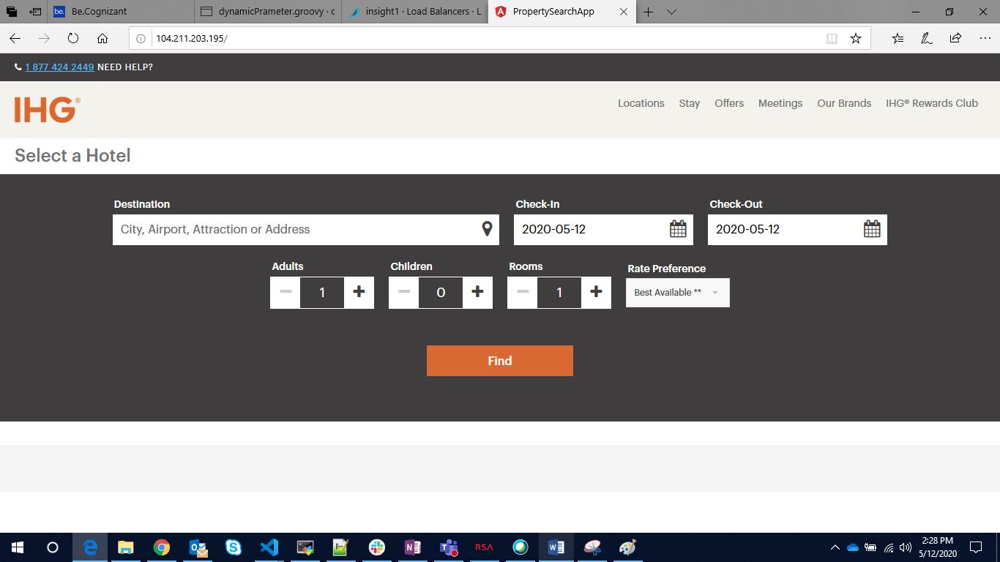 be. Be.Cognizant
dynamicPrameter.groovy · c
insight1 · Load Balancers · L
PropertySearchApp
104.211.203.195/
1 877 424 2449 NEED HELP?
IHG®
Locations Stay Offers Meetings Our Brands IHG® Rewards Club
Select a Hotel
Destination Check-In Check-Out
City, Airport, Attraction or Address 2020-05-12 2020-05-12
Adults Children Rooms Rate Preference
1 0 1 Best Available **
Find
RSA
2:28 PM
5/12/2020